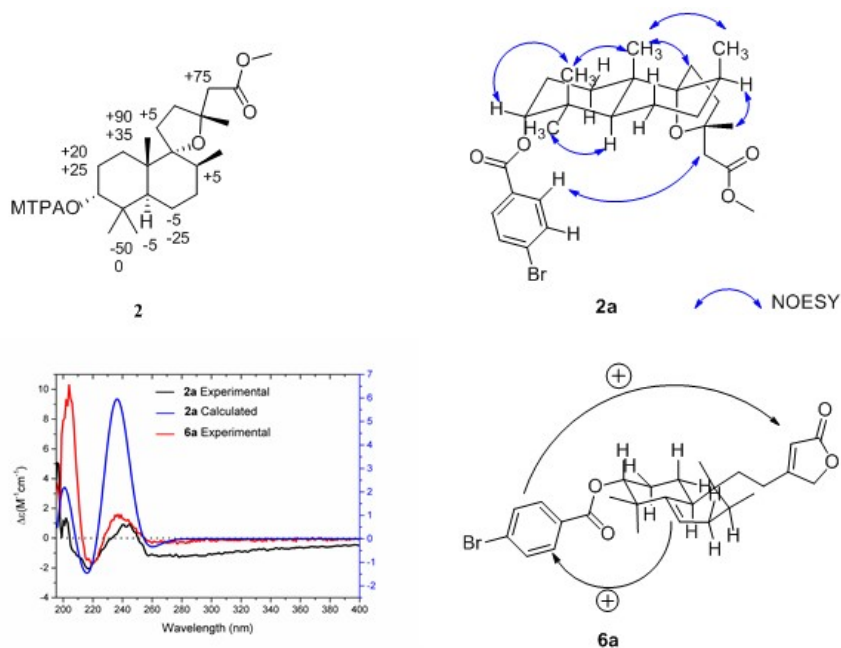 +75
O
O
+90
+5
+35
O
+20
+25
+5
MTPAO
H
-5
-50
-5
-25
0
2
CH₃
CH₃
CH₃
H
H
H
H
H₃C
H
O
O
O
O
H
O
O
H
Br
NOESY
2a
2a Experimental
2a Calculated
6a Experimental
Δε(M⁻¹cm⁻¹)
10
8
6
4
2
0
-2
-4
7
6
5
4
3
2
1
0
-1
-2
200
220
240
260
280
300
320
340
360
380
400
Wavelength (nm)
+
O
O
H
H
H
O
H
O
Br
H
H
+
6a